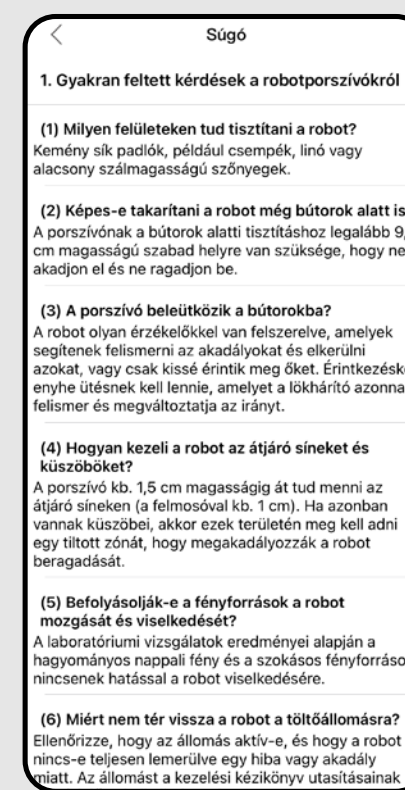 Súgó
1. Gyakran feltett kérdések a robotporszívókról
(1) Milyen felületeken tud tisztítani a robot?
Kemény sík padlók, például csempék, linó vagy
alacsony szálmagasságú szőnyegek.
(2) Képes-e takarítani a robot még bútorok alatt is
A porszívónak a bútorok alatti tisztításhoz legalább 9,
cm magasságú szabad helyre van szüksége, hogy ne
akadjon el és ne ragadjon be.
(3) A porszívó beleütközik a bútorokba?
A robot olyan érzékelőkkel van felszerelve, amelyek
segítenek felismerni az akadályokat és elkerülni
azokat, vagy csak kissé érintik meg őket. Érintkezésk
enyhe ütésnek kell lennie, amelyet a lökhárító azonna
felismer és megváltoztatja az irányt.
(4) Hogyan kezeli a robot az átjáró síneket és
küszöböket?
A porszívó kb. 1,5 cm magasságig át tud menni az
átjáró síneken (a felmosóval kb. 1 cm). Ha azonban
vannak küszöbei, akkor ezek területén meg kell adni
egy tiltott zónát, hogy megakadályozzák a robot
beragadását.
(5) Befolyásolják-e a fényforrások a robot
mozgását és viselkedését?
A laboratóriumi vizsgálatok eredményei alapján a
hagyományos nappali fény és a szokásos fényforráso
nincsenek hatással a robot viselkedésére.
(6) Miért nem tér vissza a robot a töltőállomásra?
Ellenőrizze, hogy az állomás aktív-e, és hogy a robot
nincs-e teljesen lemerülve egy hiba vagy akadály
miatt. Az állomást a kezelési kézikönyv utasításainak